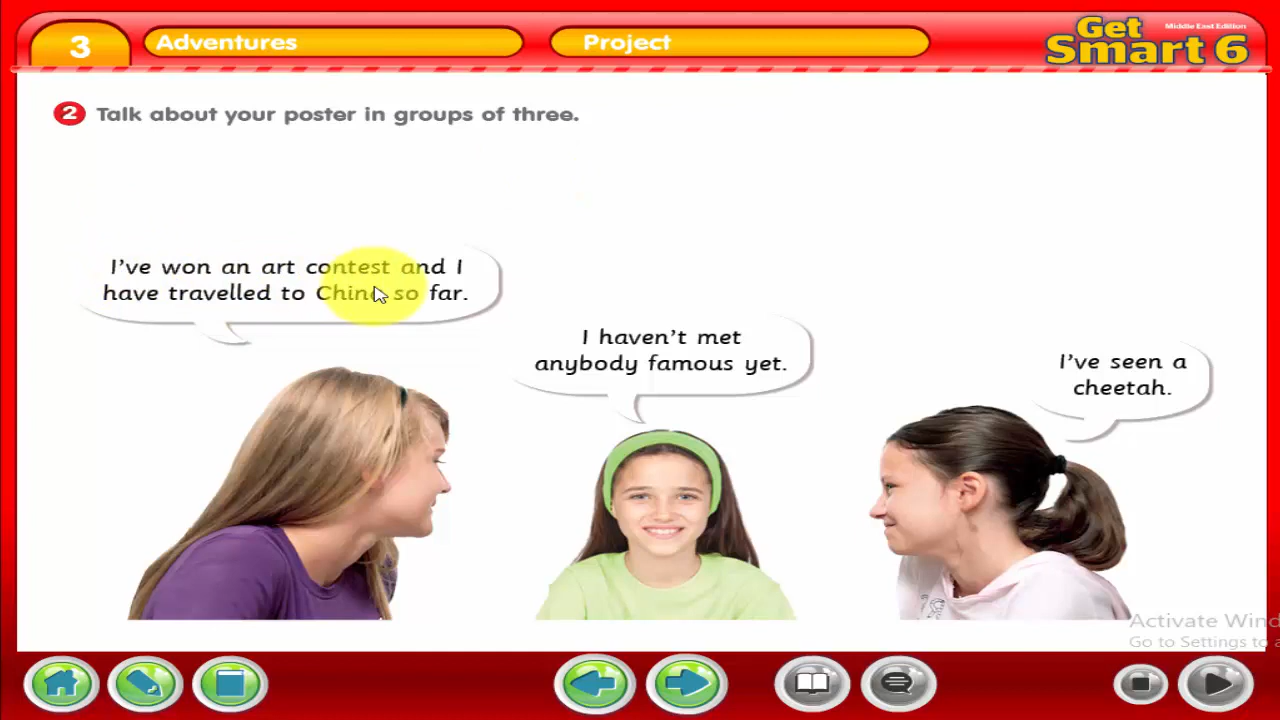 3
Adventures
Project
Middle East Edition
Get
Smart 6
2 Talk about your poster in groups of three.
I've won an art contest and I
have travelled to China so far.
I haven't met
anybody famous yet.
I've seen a
cheetah.
Activate Wind
Go to Settings to a